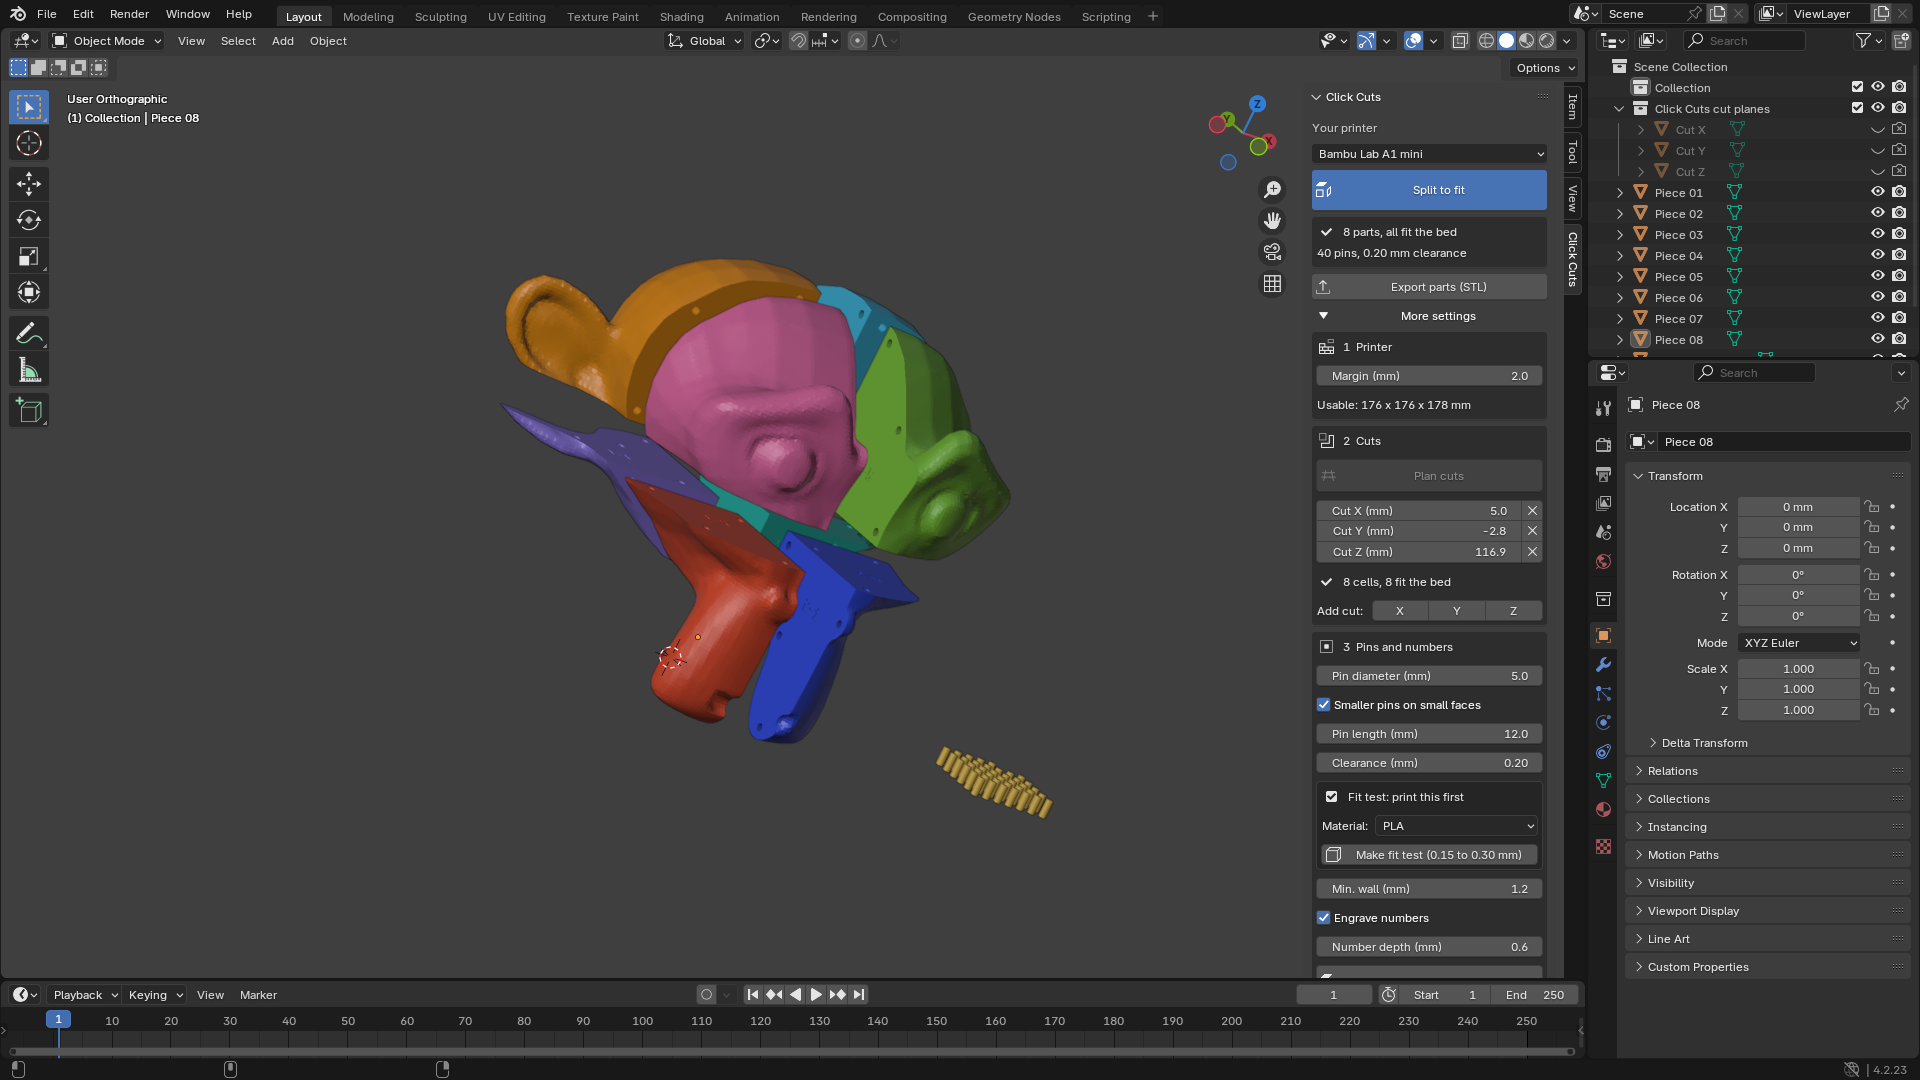 File Edit Render Window Help
Layout Modeling Sculpting UV Editing Texture Paint Shading Animation Rendering Compositing Geometry Nodes Scripting
Scene ViewLayer
Object Mode View Select Add Object Global
Options
User Orthographic
(1) Collection | Piece 08
Z
Y
X
Click Cuts
Your printer
Bambu Lab A1 mini
Split to fit
8 parts, all fit the bed
40 pins, 0.20 mm clearance
Export parts (STL)
More settings
1 Printer
Margin (mm) 2.0
Usable: 176 x 176 x 178 mm
2 Cuts
Plan cuts
Cut X (mm) 5.0
Cut Y (mm) -2.8
Cut Z (mm) 116.9
8 cells, 8 fit the bed
Add cut: X Y Z
3 Pins and numbers
Pin diameter (mm) 5.0
Smaller pins on small faces
Pin length (mm) 12.0
Clearance (mm) 0.20
Fit test: print this first
Material: PLA
Make fit test (0.15 to 0.30 mm)
Min. wall (mm) 1.2
Engrave numbers
Number depth (mm) 0.6
Item
Tool
View
Click Cuts
Search
Scene Collection
Collection
Click Cuts cut planes
Cut X
Cut Y
Cut Z
Piece 01
Piece 02
Piece 03
Piece 04
Piece 05
Piece 06
Piece 07
Piece 08
Search
Piece 08
Piece 08
Transform
Location X 0 mm
Y 0 mm
Z 0 mm
Rotation X 0°
Y 0°
Z 0°
Mode XYZ Euler
Scale X 1.000
Y 1.000
Z 1.000
Delta Transform
Relations
Collections
Instancing
Motion Paths
Visibility
Viewport Display
Line Art
Custom Properties
Playback Keying View Marker
1 Start 1 End 250
1 10 20 30 40 50 60 70 80 90 100 110 120 130 140 150 160 170 180 190 200 210 220 230 240 250
4.2.23